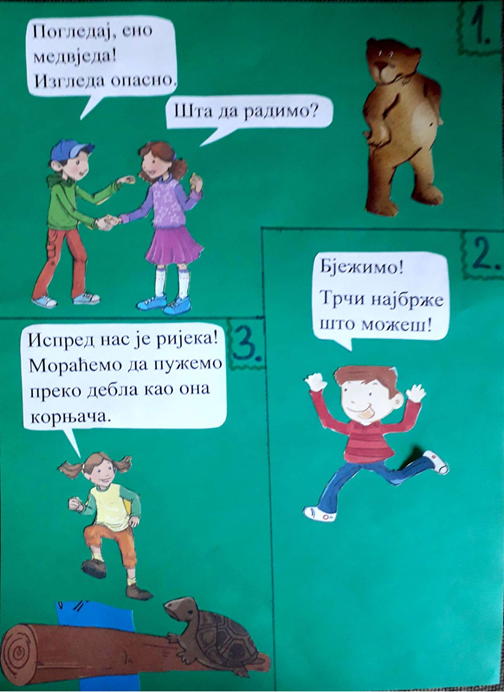 1.
Погледај, ено
медвједа!
Изгледа опасно.
Шта да радимо?
2.
Бјежимо!
Трчи најбрже
што можеш!
3.
Испред нас је ријека!
Мораћемо да пужемо
преко дебла као она
корњача.